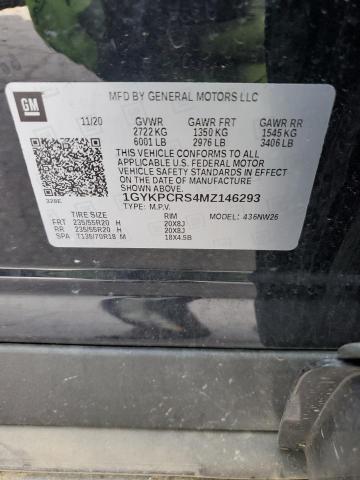 GM
MFD BY GENERAL MOTORS LLC
11/20 GVWR GAWR FRT GAWR RR
2722 KG 1350 KG 1545 KG
6001 LB 2976 LB 3406 LB
THIS VEHICLE CONFORMS TO ALL
APPLICABLE U.S. FEDERAL MOTOR
VEHICLE SAFETY STANDARDS IN EFFECT
ON THE DATE OF MANUFACTURE
SHOWN ABOVE.
1GYKPCRS4MZ146293
TYPE: M.P.V. MODEL: 436NW26
TIRE SIZE RIM
FRT 235/55R20 H 20X8J
RR 235/55R20 H 20X8J
SPA T135/70R18 M 18X4.5B